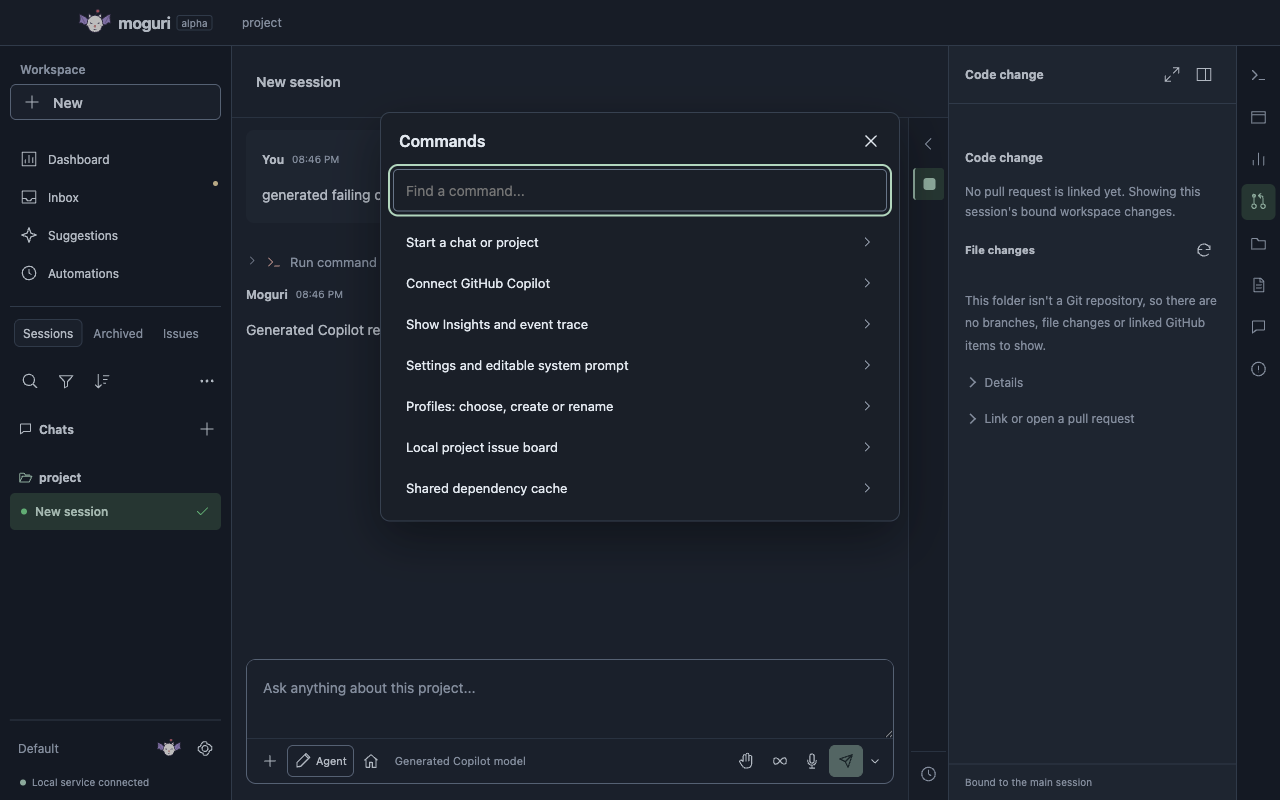 moguri
alpha
project
Workspace
New
Dashboard
Inbox
Suggestions
Automations
Sessions
Archived
Issues
Chats
project
New session
Default
Local service connected
New session
You 08:46 PM
generated failing
Run command
Moguri 08:46 PM
Generated Copilot
Commands
Find a command...
Start a chat or project
Connect GitHub Copilot
Show Insights and event trace
Settings and editable system prompt
Profiles: choose, create or rename
Local project issue board
Shared dependency cache
Ask anything about this project...
Agent
Generated Copilot model
Code change
Code change
No pull request is linked yet. Showing this
session's bound workspace changes.
File changes
This folder isn't a Git repository, so there are
no branches, file changes or linked GitHub
items to show.
Details
Link or open a pull request
Bound to the main session